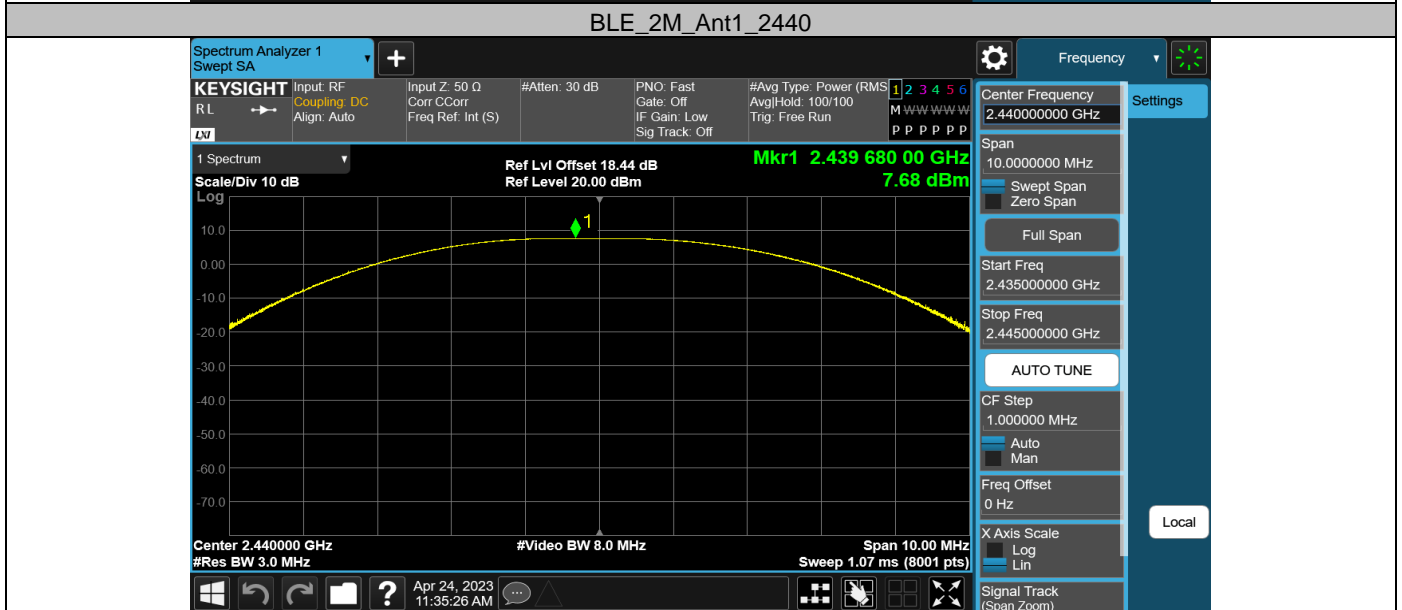 BLE_2M_Ant1_2440
Spectrum Analyzer 1
Swept SA
+
Frequency
KEYSIGHT
RL
LXI
Input: RF
Coupling: DC
Align: Auto
Input Z: 50 Ω
Corr CCorr
Freq Ref: Int (S)
#Atten: 30 dB
PNO: Fast
Gate: Off
IF Gain: Low
Sig Track: Off
#Avg Type: Power (RMS
Avg|Hold: 100/100
Trig: Free Run
1 2 3 4 5 6
M W W W W W
P P P P P P
1 Spectrum
Scale/Div 10 dB
Ref Lvl Offset 18.44 dB
Ref Level 20.00 dBm
Mkr1 2.439 680 00 GHz
7.68 dBm
Log
1
10.0
0.00
-10.0
-20.0
-30.0
-40.0
-50.0
-60.0
-70.0
Center 2.440000 GHz
#Res BW 3.0 MHz
#Video BW 8.0 MHz
Span 10.00 MHz
Sweep 1.07 ms (8001 pts)
Center Frequency
2.440000000 GHz
Settings
Span
10.0000000 MHz
Swept Span
Zero Span
Full Span
Start Freq
2.435000000 GHz
Stop Freq
2.445000000 GHz
AUTO TUNE
CF Step
1.000000 MHz
Auto
Man
Freq Offset
0 Hz
X Axis Scale
Log
Lin
Local
Signal Track
(Span Zoom)
?
Apr 24, 2023
11:35:26 AM